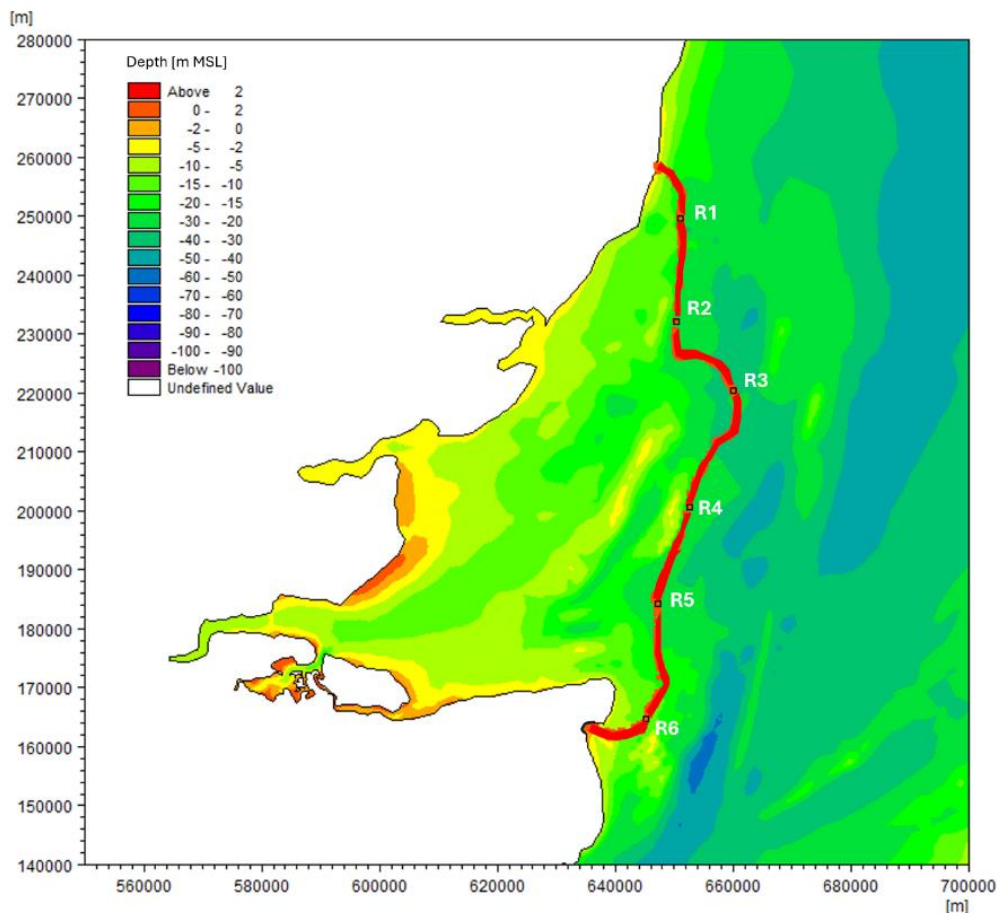 [m]
280000
270000
260000
250000
240000
230000
220000
210000
200000
190000
180000
170000
160000
150000
140000
Depth [m MSL]
Above 2
0 - 2
-2 - 0
-5 - -2
-10 - -5
-15 - -10
-20 - -15
-30 - -20
-40 - -30
-50 - -40
-60 - -50
-70 - -60
-80 - -70
-90 - -80
-100 - -90
Below -100
Undefined Value
R1
R2
R3
R4
R5
R6
560000 580000 600000 620000 640000 660000 680000 700000
[m]